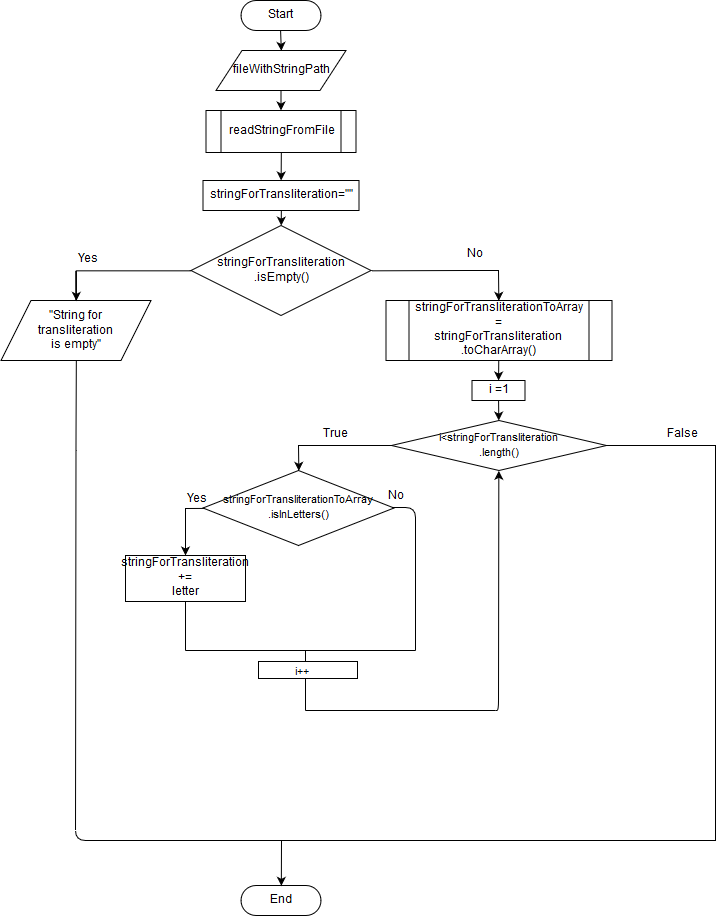 Start
fileWithStringPath
readStringFromFile
stringForTransliteration=""
stringForTransliteration
.isEmpty()
Yes
No
"String for
transliteration
is empty"
stringForTransliterationToArray
=
stringForTransliteration
.toCharArray()
i =1
i<stringForTransliteration
.length()
True
False
stringForTransliterationToArray
.isInLetters()
Yes
No
stringForTransliteration
+=
letter
i++
End